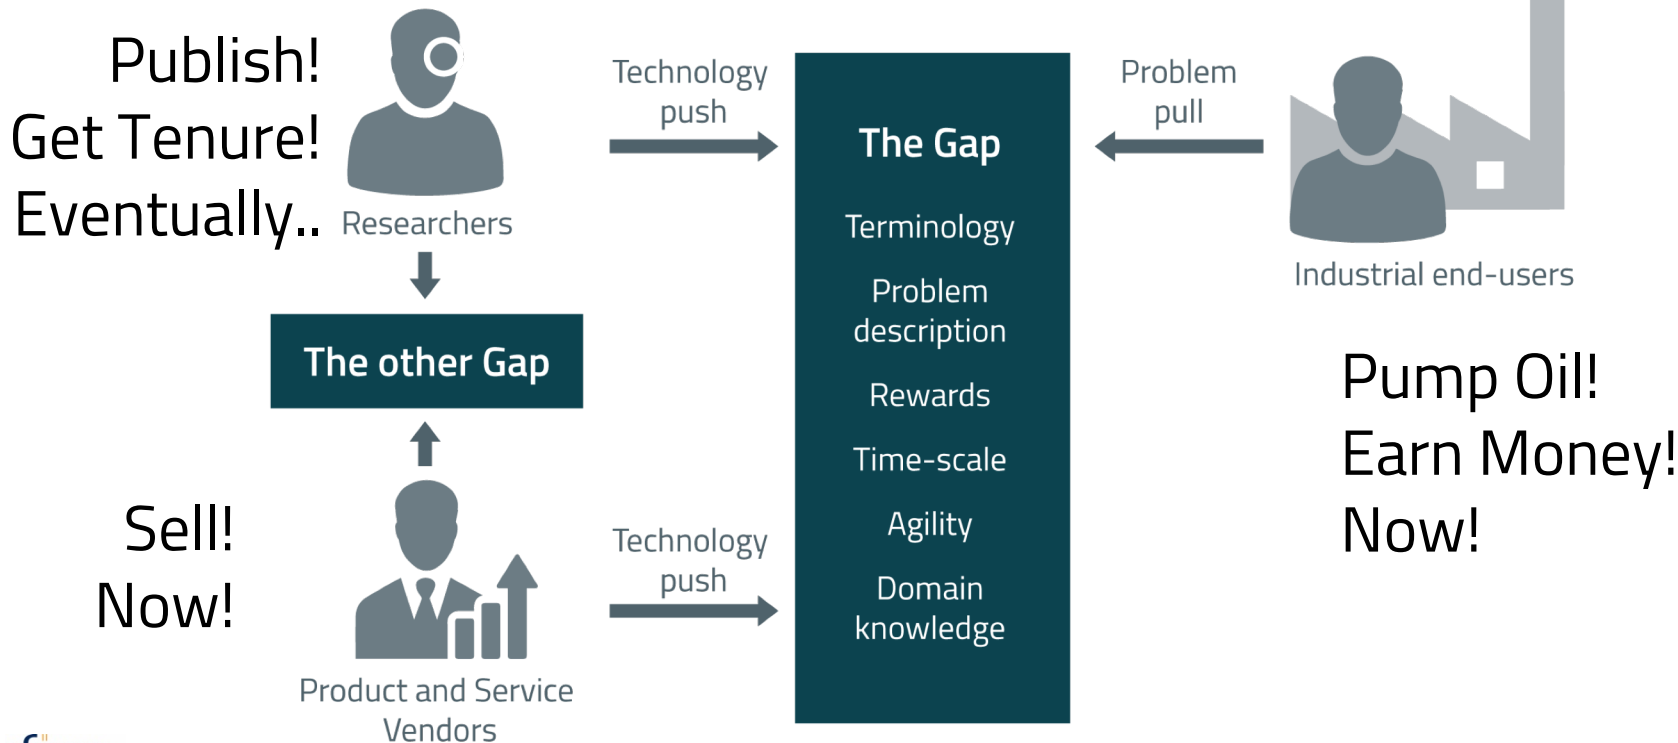 Publish!
Get Tenure!
Eventually..
Researchers
Technology
push
The Gap
Terminology
Problem
description
Rewards
Time-scale
Agility
Domain
knowledge
Problem
pull
Industrial end-users
The other Gap
Pump Oil!
Earn Money!
Now!
Sell!
Now!
Technology
push
Product and Service
Vendors